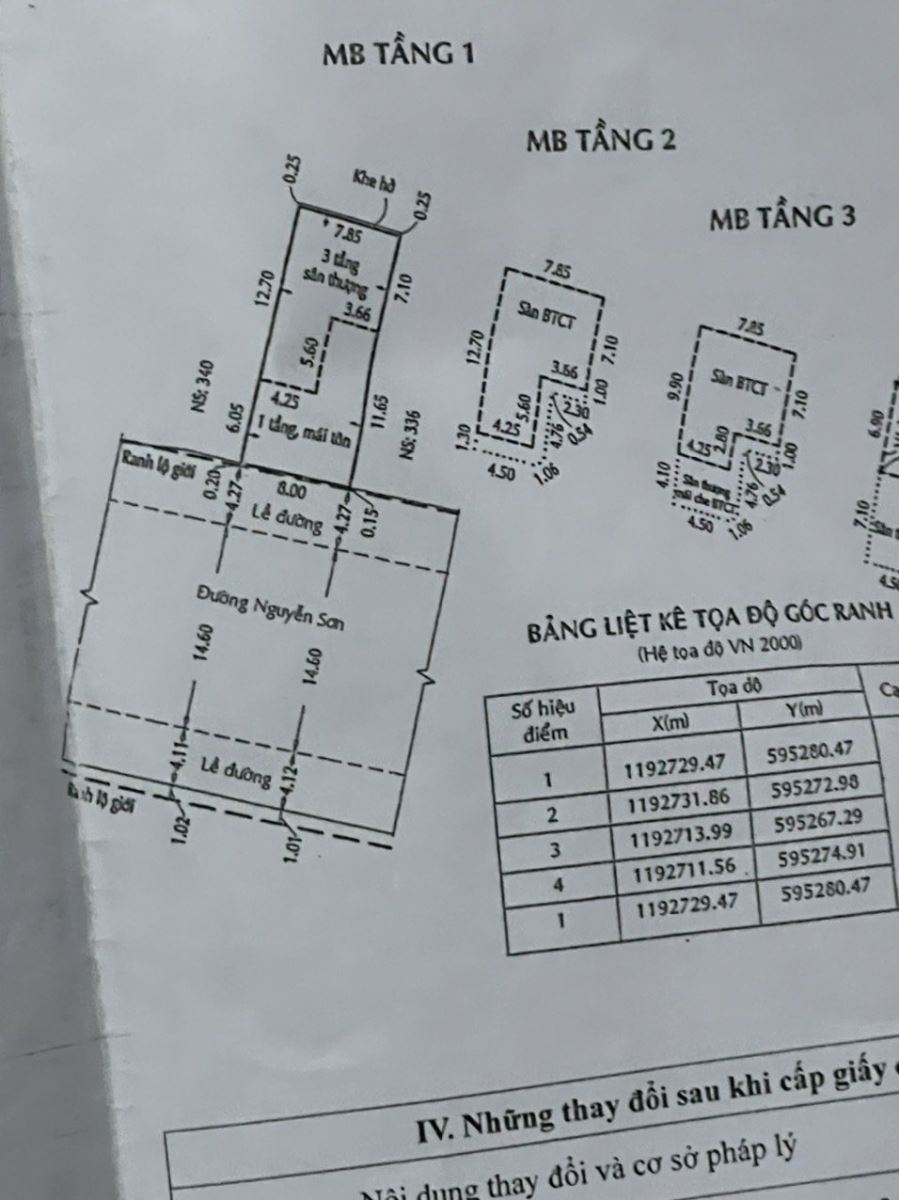 MB TẦNG 1
0.25
Khe hở
0.25
7.85
3 tầng
sân thượng
12.70
7.10
3.66
5.60
4.25
NS: 340
6.05
1 tầng, mái tôn
11.65
NS: 336
Ranh lộ giới
0.20
4.27
8.00
Lề đường
4.27
0.15
Đường Nguyễn Sơn
14.60
14.60
4.11
Lề đường
4.12
Ranh lộ giới
1.02
1.01
MB TẦNG 2
7.85
Sàn BTCT
12.70
7.10
3.66
5.60
1.00
2.30
4.25
4.76
0.54
1.30
4.50
1.06
MB TẦNG 3
7.85
Sàn BTCT
9.90
7.10
3.66
2.80
4.25
1.00
2.30
4.10
Sân thượng
mái che BTCT
4.76
0.54
4.50
1.06
6.90
7.10
Sân
BẢNG LIỆT KÊ TỌA ĐỘ GÓC RANH
(Hệ tọa độ VN 2000)
Số hiệu điểm Tọa độ
X(m) Y(m)
1 1192729.47 595280.47
2 1192731.86 595272.98
3 1192713.99 595267.29
4 1192711.56 595274.91
1 1192729.47 595280.47
IV. Những thay đổi sau khi cấp giấy
Nội dung thay đổi và cơ sở pháp lý